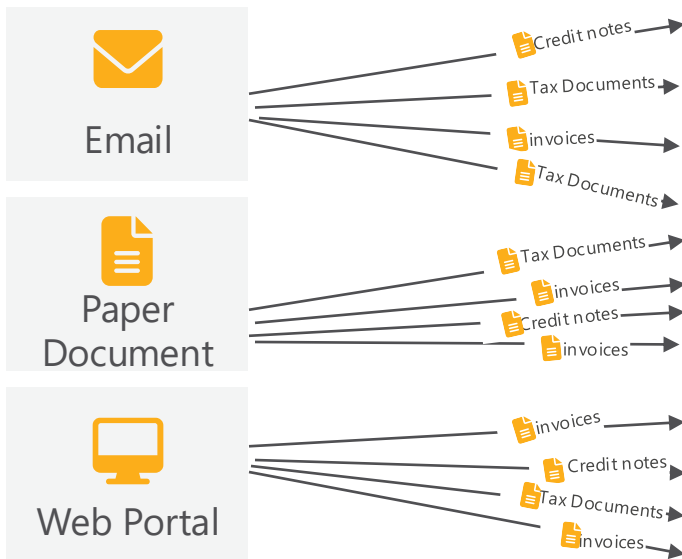 Email
Credit notes
Tax Documents
invoices
Tax Documents
Paper
Document
Tax Documents
invoices
Credit notes
invoices
Web Portal
invoices
Credit notes
Tax Documents
invoices